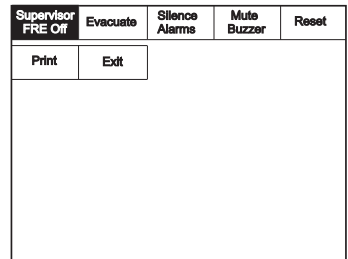 Supervisor Evacuate Silence Mute Reset
FRE Off Alarms Buzzer
Print Exit